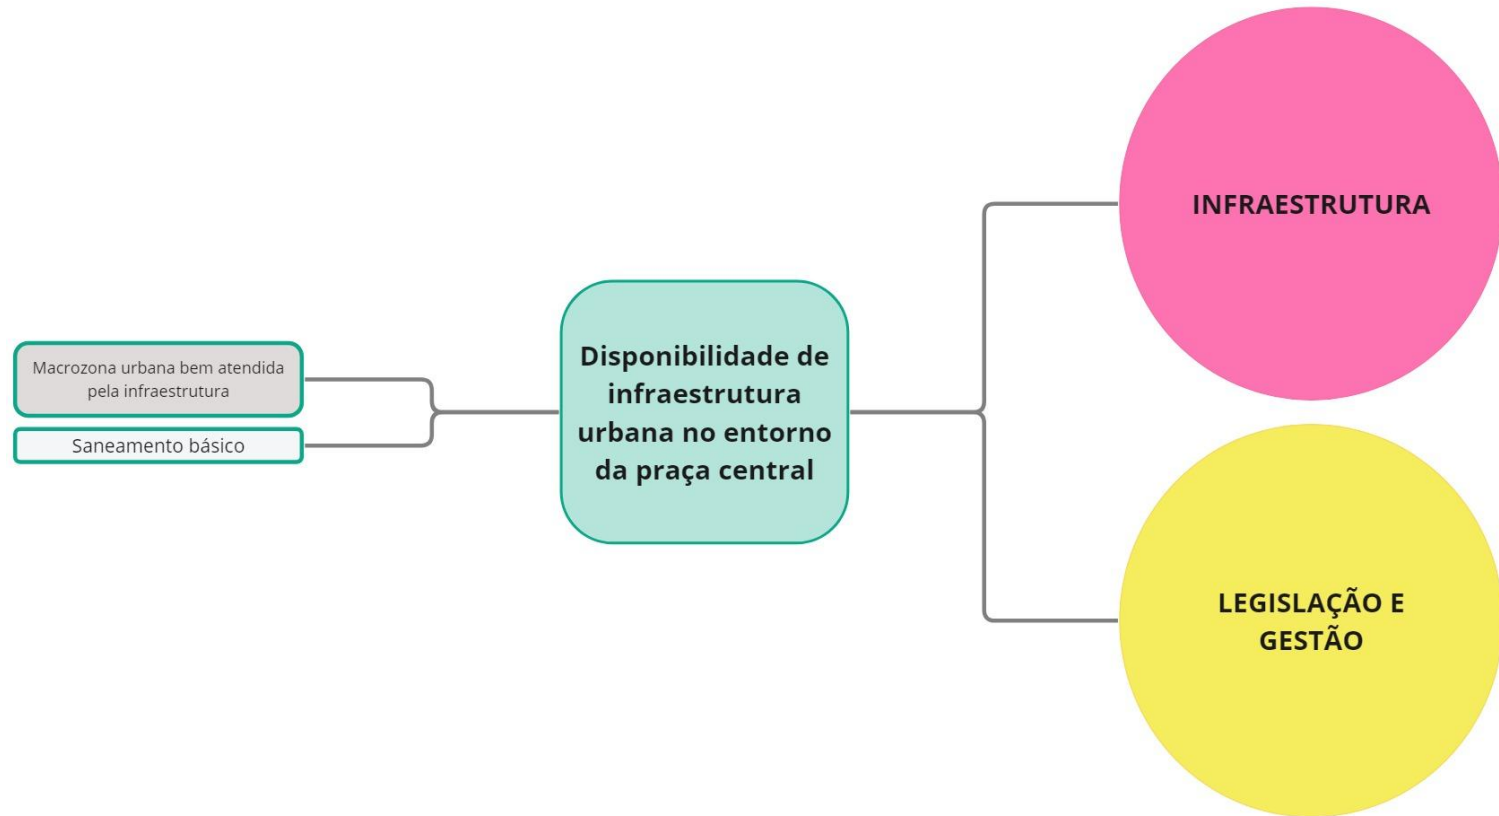 Macrozona urbana bem atendida
pela infraestrutura
Saneamento básico
Disponibilidade de
infraestrutura
urbana no entorno
da praça central
INFRAESTRUTURA
LEGISLAÇÃO E
GESTÃO